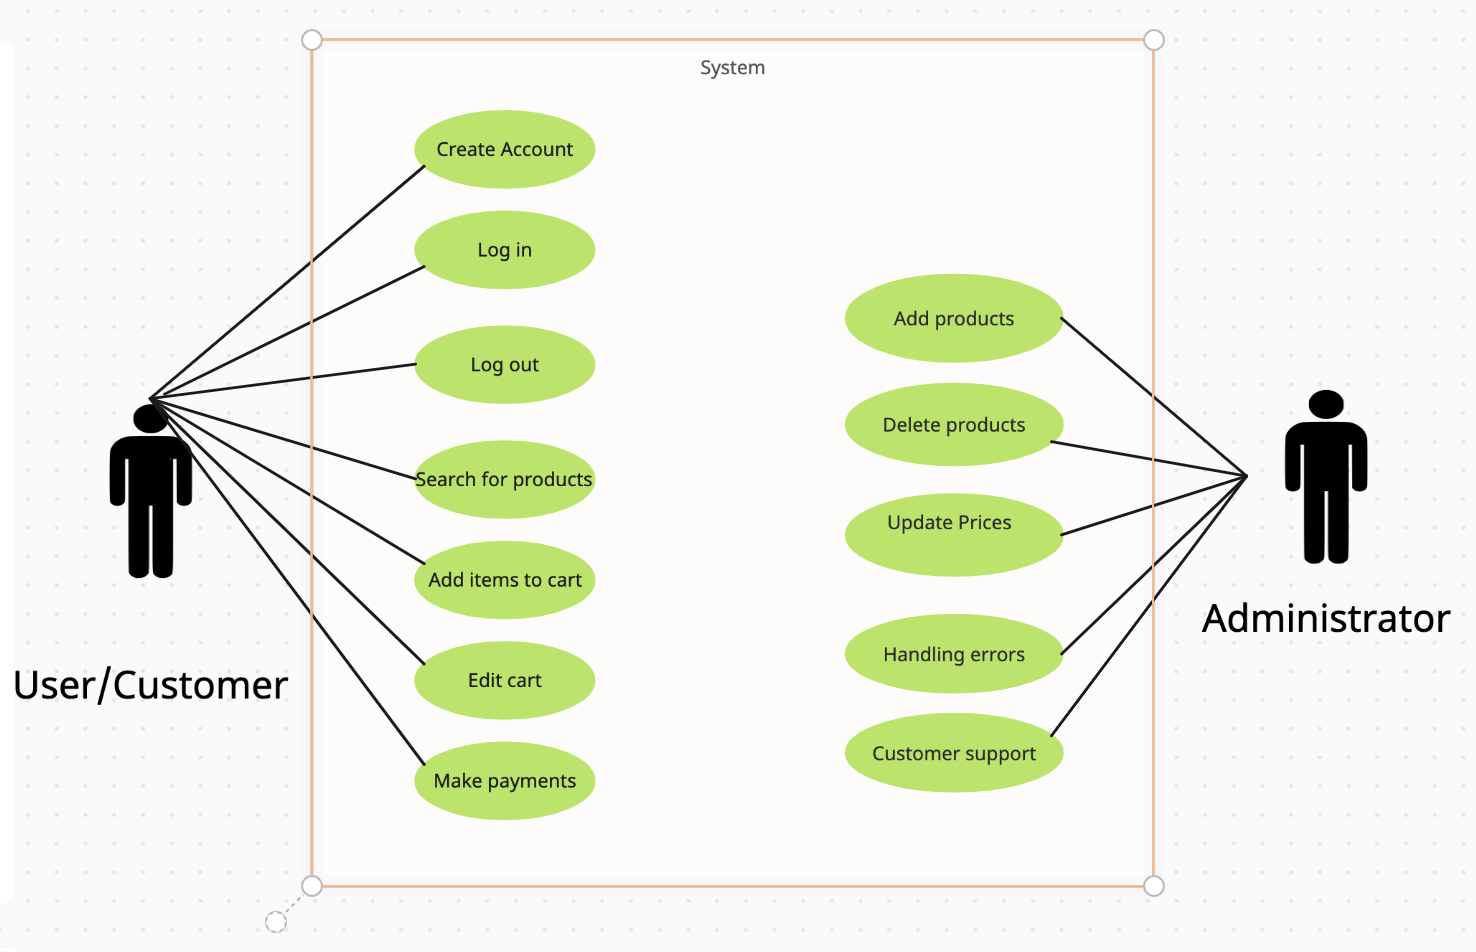 System
Create Account
Log in
Log out
Search for products
Add items to cart
Edit cart
Make payments
Add products
Delete products
Update Prices
Handling errors
Customer support
User/Customer
Administrator